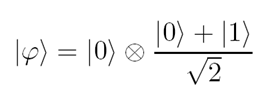 |φ⟩ = |0⟩ ⊗ (|0⟩ + |1⟩)/√2